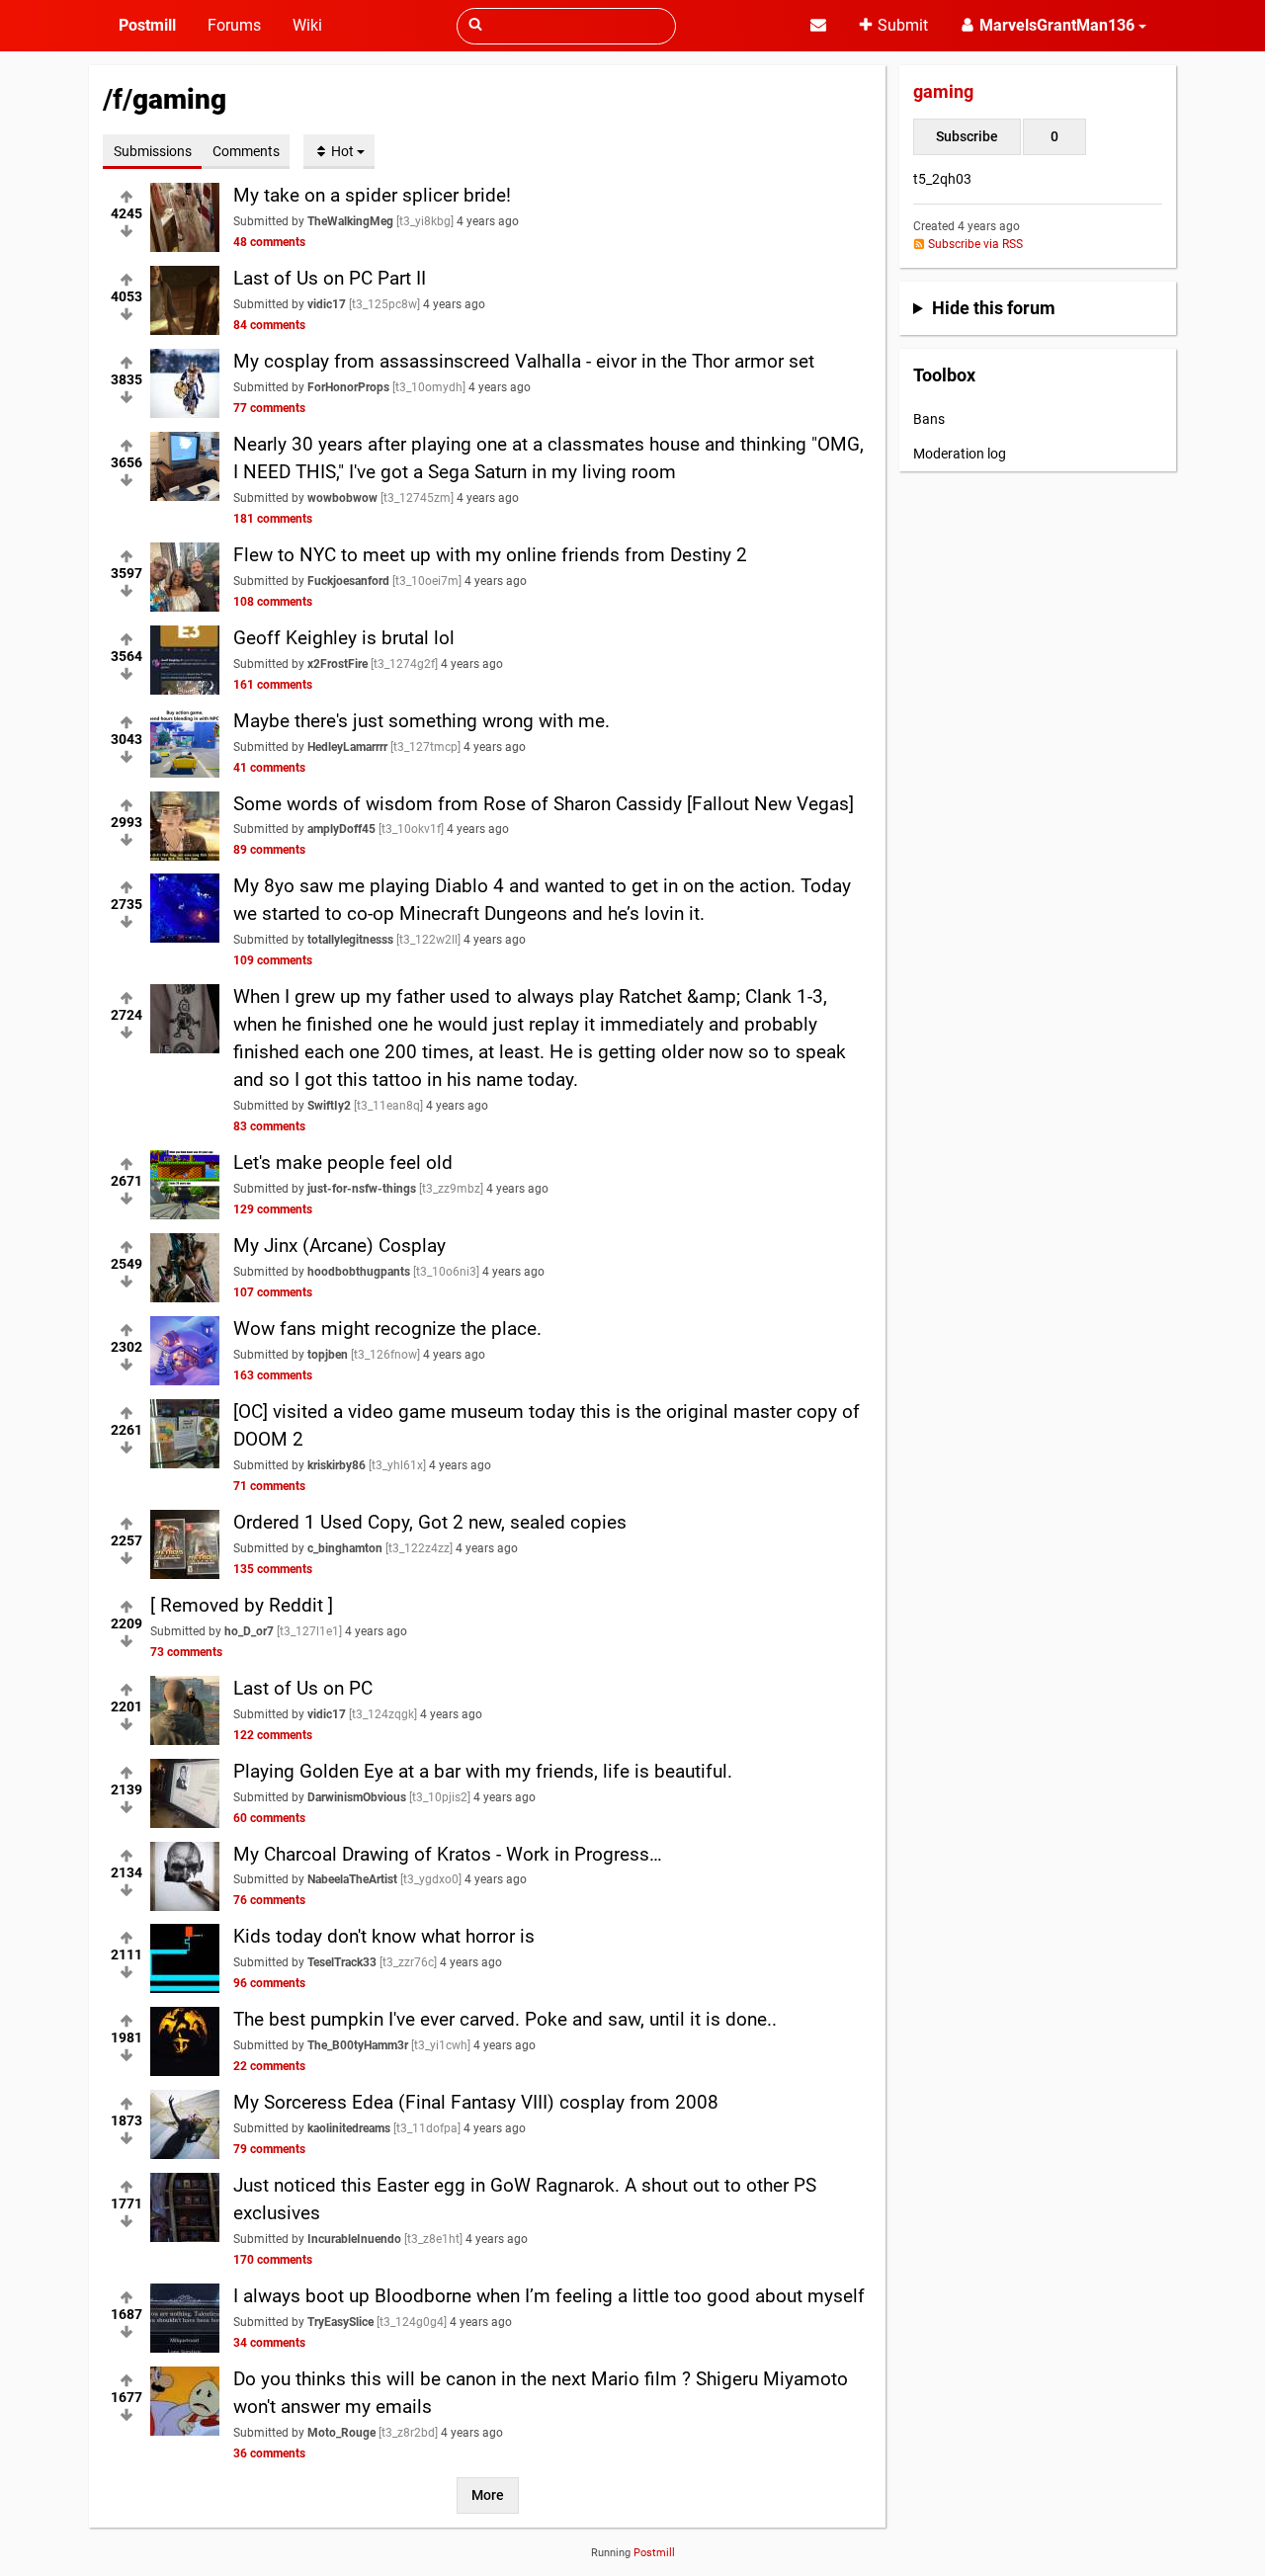 Postmill Forums Wiki Submit MarvelsGrantMan136
/f/gaming
Submissions Comments Hot
4245
My take on a spider splicer bride!
Submitted by TheWalkingMeg [t3_yi8kbg] 4 years ago
48 comments
4053
Last of Us on PC Part II
Submitted by vidic17 [t3_125pc8w] 4 years ago
84 comments
3835
My cosplay from assassinscreed Valhalla - eivor in the Thor armor set
Submitted by ForHonorProps [t3_10omydh] 4 years ago
77 comments
3656
Nearly 30 years after playing one at a classmates house and thinking "OMG,
I NEED THIS," I've got a Sega Saturn in my living room
Submitted by wowbobwow [t3_12745zm] 4 years ago
181 comments
3597
Flew to NYC to meet up with my online friends from Destiny 2
Submitted by Fuckjoesanford [t3_10oei7m] 4 years ago
108 comments
3564
E3
Geoff Keighley is brutal lol
Submitted by x2FrostFire [t3_1274g2f] 4 years ago
161 comments
3043
Buy action game.
Maybe there's just something wrong with me.
Submitted by HedleyLamarrrr [t3_127tmcp] 4 years ago
41 comments
2993
Some words of wisdom from Rose of Sharon Cassidy [Fallout New Vegas]
Submitted by amplyDoff45 [t3_10okv1f] 4 years ago
89 comments
2735
My 8yo saw me playing Diablo 4 and wanted to get in on the action. Today
we started to co-op Minecraft Dungeons and he’s lovin it.
Submitted by totallylegitnesss [t3_122w2ll] 4 years ago
109 comments
2724
When I grew up my father used to always play Ratchet &amp; Clank 1-3,
when he finished one he would just replay it immediately and probably
finished each one 200 times, at least. He is getting older now so to speak
and so I got this tattoo in his name today.
Submitted by Swiftly2 [t3_11ean8q] 4 years ago
83 comments
2671
Let's make people feel old
Submitted by just-for-nsfw-things [t3_zz9mbz] 4 years ago
129 comments
2549
My Jinx (Arcane) Cosplay
Submitted by hoodbobthugpants [t3_10o6ni3] 4 years ago
107 comments
2302
Wow fans might recognize the place.
Submitted by topjben [t3_126fnow] 4 years ago
163 comments
2261
[OC] visited a video game museum today this is the original master copy of
DOOM 2
Submitted by kriskirby86 [t3_yhl61x] 4 years ago
71 comments
2257
Ordered 1 Used Copy, Got 2 new, sealed copies
Submitted by c_binghamton [t3_122z4zz] 4 years ago
135 comments
2209
[ Removed by Reddit ]
Submitted by ho_D_or7 [t3_127l1e1] 4 years ago
73 comments
2201
Last of Us on PC
Submitted by vidic17 [t3_124zqgk] 4 years ago
122 comments
2139
Playing Golden Eye at a bar with my friends, life is beautiful.
Submitted by DarwinismObvious [t3_10pjis2] 4 years ago
60 comments
2134
My Charcoal Drawing of Kratos - Work in Progress…
Submitted by NabeelaTheArtist [t3_ygdxo0] 4 years ago
76 comments
2111
Kids today don't know what horror is
Submitted by TeselTrack33 [t3_zzr76c] 4 years ago
96 comments
1981
The best pumpkin I've ever carved. Poke and saw, until it is done..
Submitted by The_B00tyHamm3r [t3_yi1cwh] 4 years ago
22 comments
1873
My Sorceress Edea (Final Fantasy VIII) cosplay from 2008
Submitted by kaolinitedreams [t3_11dofpa] 4 years ago
79 comments
1771
Just noticed this Easter egg in GoW Ragnarok. A shout out to other PS
exclusives
Submitted by IncurableInuendo [t3_z8e1ht] 4 years ago
170 comments
1687
I always boot up Bloodborne when I’m feeling a little too good about myself
Submitted by TryEasySlice [t3_124g0g4] 4 years ago
34 comments
1677
Do you thinks this will be canon in the next Mario film ? Shigeru Miyamoto
won't answer my emails
Submitted by Moto_Rouge [t3_z8r2bd] 4 years ago
36 comments
More
gaming
Subscribe 0
t5_2qh03
Created 4 years ago
Subscribe via RSS
Hide this forum
Toolbox
Bans
Moderation log
Running Postmill